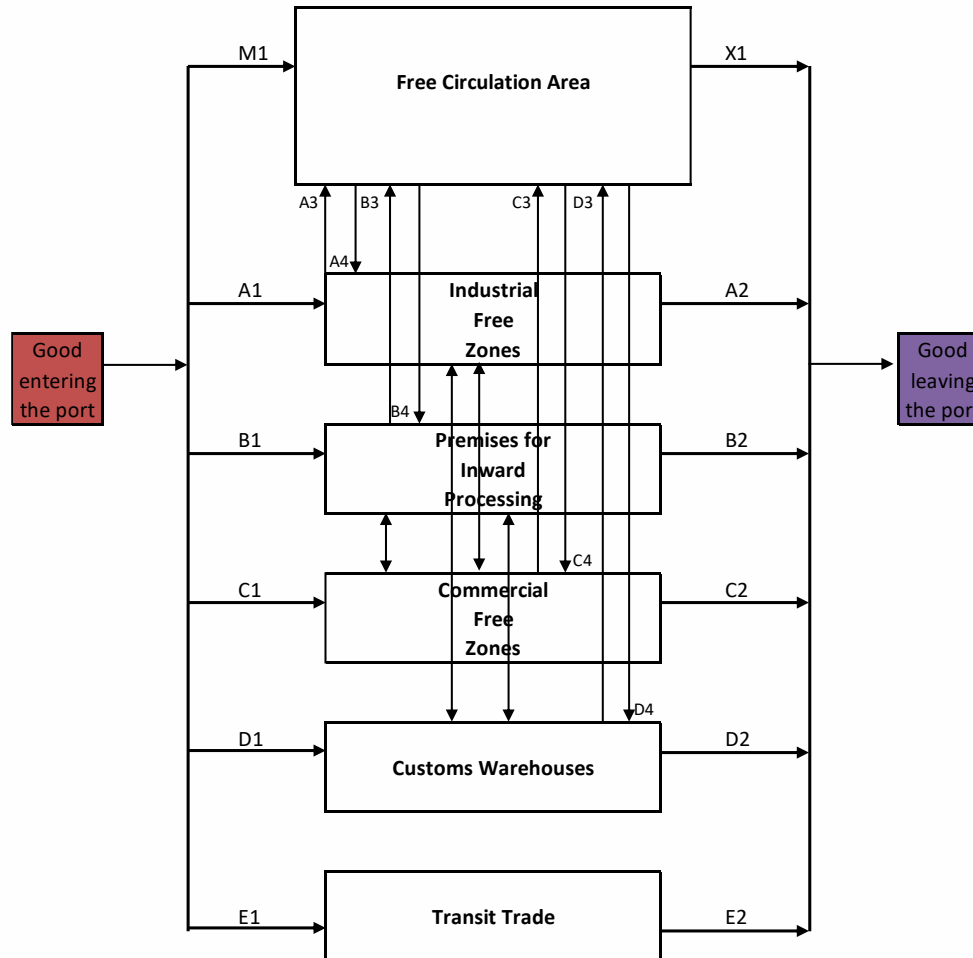 M1
X1
Free Circulation Area
A3
B3
C3
D3
A4
A1
Industrial
Free
Zones
A2
Good
entering
the port
Good
leaving
the por
B4
B1
Premises for
Inward
Processing
B2
C4
C1
Commercial
Free
Zones
C2
D4
D1
Customs Warehouses
D2
E1
Transit Trade
E2